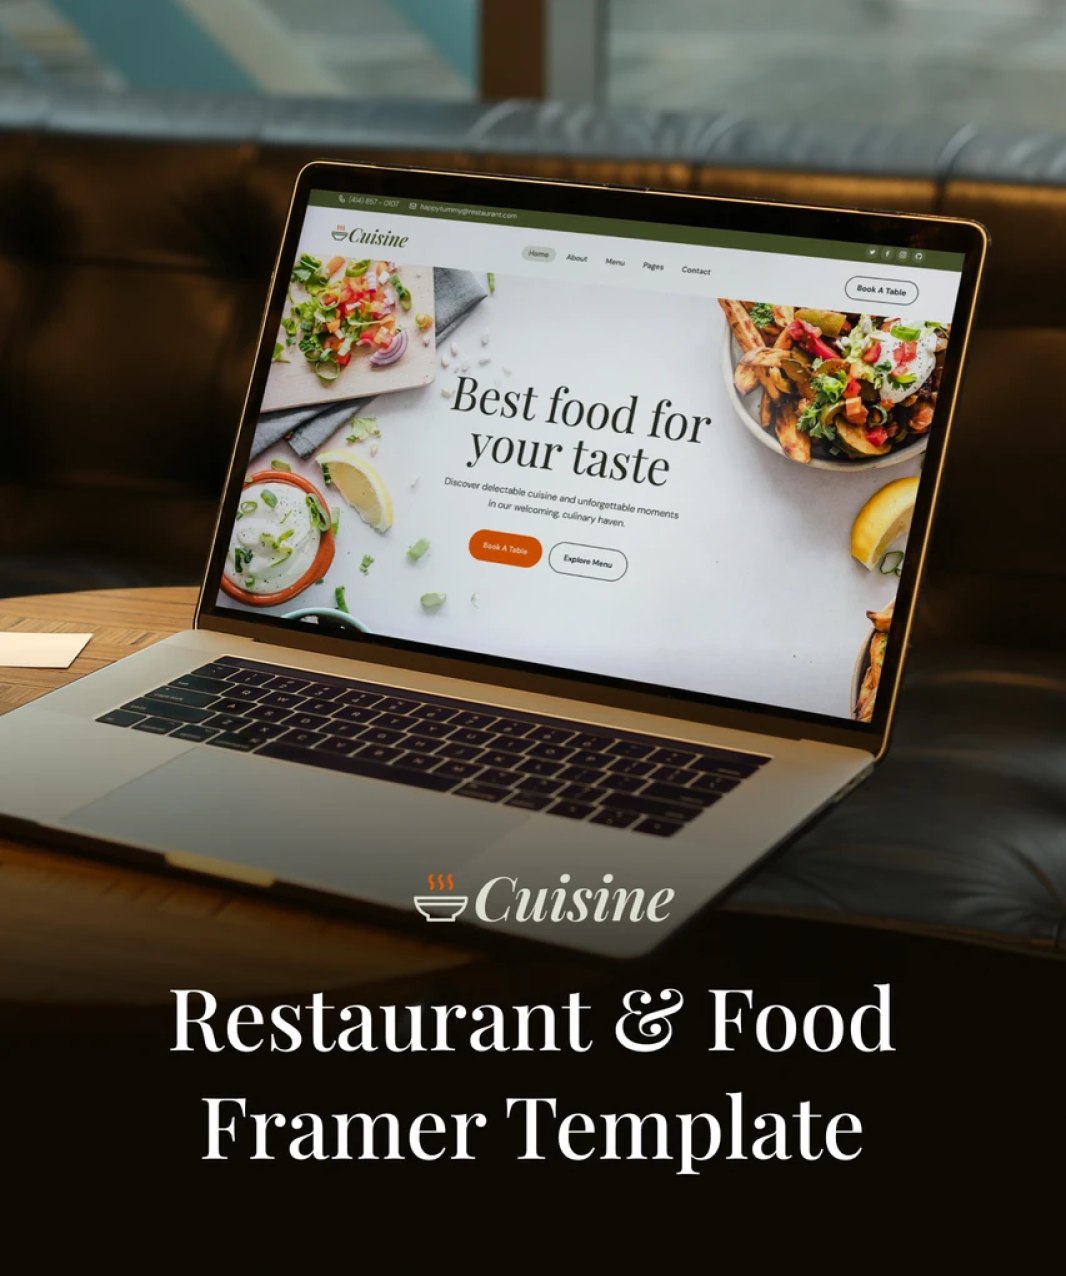 (414) 857 - 0107 happytummy@restaurant.com
Cuisine
Home About Menu Pages Contact
Book A Table
Best food for
your taste
Discover delectable cuisine and unforgettable moments
in our welcoming, culinary haven.
Book A Table Explore Menu
Cuisine
Restaurant & Food
Framer Template